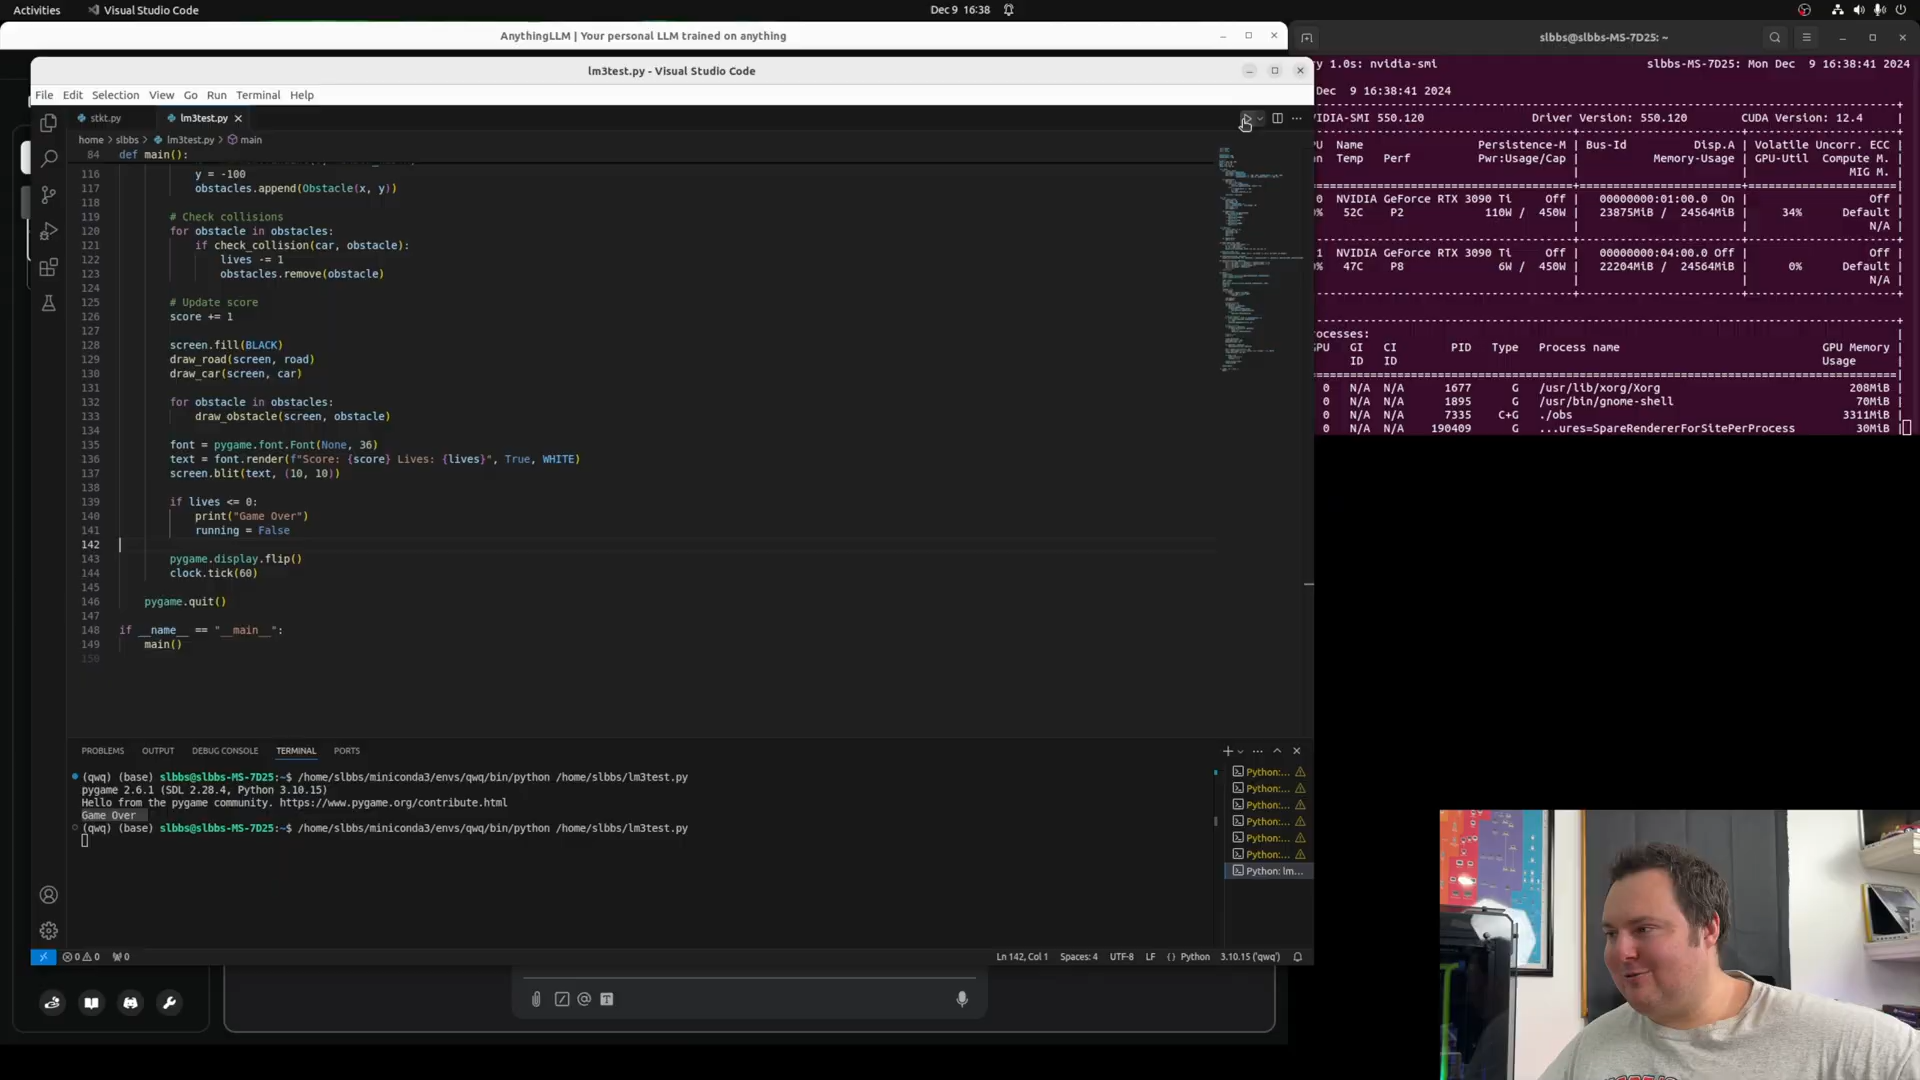 Activities
Visual Studio Code
Dec 9 16:38
AnythingLLM | Your personal LLM trained on anything
slbbs@slbbs-MS-7D25: ~
lm3test.py - Visual Studio Code
File Edit Selection View Go Run Terminal Help
stkt.py
lm3test.py
home > slbbs > lm3test.py > main
84 def main():
116 y = -100
117 obstacles.append(Obstacle(x, y))
118
119 # Check collisions
120 for obstacle in obstacles:
121 if check_collision(car, obstacle):
122 lives -= 1
123 obstacles.remove(obstacle)
124
125 # Update score
126 score += 1
127
128 screen.fill(BLACK)
129 draw_road(screen, road)
130 draw_car(screen, car)
131
132 for obstacle in obstacles:
133 draw_obstacle(screen, obstacle)
134
135 font = pygame.font.Font(None, 36)
136 text = font.render(f"Score: {score} Lives: {lives}", True, WHITE)
137 screen.blit(text, (10, 10))
138
139 if lives <= 0:
140 print("Game Over")
141 running = False
142
143 pygame.display.flip()
144 clock.tick(60)
145
146 pygame.quit()
147
148 if __name__ == "__main__":
149 main()
150
PROBLEMS OUTPUT DEBUG CONSOLE TERMINAL PORTS
(qwq) (base) slbbs@slbbs-MS-7D25:~$ /home/slbbs/miniconda3/envs/qwq/bin/python /home/slbbs/lm3test.py
pygame 2.6.1 (SDL 2.28.4, Python 3.10.15)
Hello from the pygame community. https://www.pygame.org/contribute.html
Game Over
(qwq) (base) slbbs@slbbs-MS-7D25:~$ /home/slbbs/miniconda3/envs/qwq/bin/python /home/slbbs/lm3test.py
Python:...
Python:...
Python:...
Python:...
Python:...
Python:...
Python: lm...
0 0 0
Ln 142, Col 1 Spaces: 4 UTF-8 LF {} Python 3.10.15 ('qwq')
y 1.0s: nvidia-smi slbbs-MS-7D25: Mon Dec 9 16:38:41 2024
Dec 9 16:38:41 2024
IDIA-SMI 550.120 Driver Version: 550.120 CUDA Version: 12.4 |
U Name Persistence-M | Bus-Id Disp.A | Volatile Uncorr. ECC
n Temp Perf Pwr:Usage/Cap | Memory-Usage | GPU-Util Compute M.
| | MIG M. |
0 NVIDIA GeForce RTX 3090 Ti Off | 00000000:01:00.0 On | Off
% 52C P2 110W / 450W | 23875MiB / 24564MiB | 34% Default
| | N/A |
1 NVIDIA GeForce RTX 3090 Ti Off | 00000000:04:00.0 Off | Off
% 47C P8 6W / 450W | 22204MiB / 24564MiB | 0% Default
| | N/A |
ocesses:
PU GI CI PID Type Process name GPU Memory |
ID ID Usage |
0 N/A N/A 1677 G /usr/lib/xorg/Xorg 208MiB |
0 N/A N/A 1895 G /usr/bin/gnome-shell 70MiB |
0 N/A N/A 7335 C+G ./obs 3311MiB |
0 N/A N/A 190409 G ...ures=SpareRendererForSitePerProcess 30MiB |